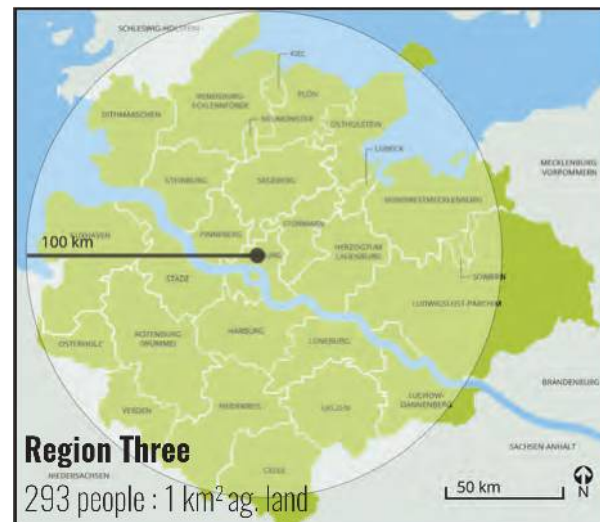 SCHLESWIG-HOLSTEIN
KIEL
RENDSBURG-
ECKERNFÖRDE
PLÖN
DITHMARSCHEN
NEUMÜNSTER
OSTHOLSTEIN
LÜBECK
STEINBURG
SEGEBERG
MECKLENBURG
VORPOMMERN
NORDWESTMECKLENBURG
CUXHAVEN
PINNEBERG
STORMARN
100 km
HERZOGTUM
LAUENBURG
STADE
LUDWIGSLUST-PARCHIM
OSTERHOLZ
ROTENBURG
(WÜMME)
HARBURG
LÜNEBURG
LÜCHOW-
DANNENBERG
BRANDENBURG
VERDEN
HEIDEKREIS
UELZEN
SACHSEN ANHALT
Region Three
CELLE
NIEDERSACHSEN
293 people : 1 km² ag. land
50 km
N